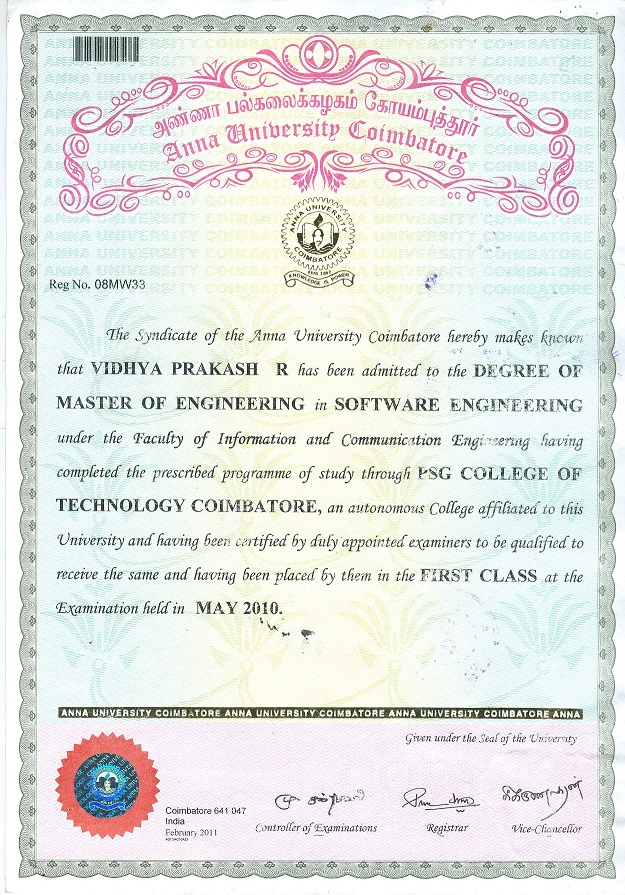 அண்ணா பல்கலைக்கழகம் கோயம்புத்தூர்
Anna University Coimbatore
ANNA UNIVERSITY
COIMBATORE
KNOWLEDGE IS POWER
Reg No. 08MW33
The Syndicate of the Anna University Coimbatore hereby makes known
that VIDHYA PRAKASH R has been admitted to the DEGREE OF
MASTER OF ENGINEERING in SOFTWARE ENGINEERING
under the Faculty of Information and Communication Engineering having
completed the prescribed programme of study through PSG COLLEGE OF
TECHNOLOGY COIMBATORE, an autonomous College affiliated to this
University and having been certified by duly appointed examiners to be qualified to
receive the same and having been placed by them in the FIRST CLASS at the
Examination held in MAY 2010.
ANNA UNIVERSITY COIMBATORE ANNA UNIVERSITY COIMBATORE ANNA UNIVERSITY COIMBATORE ANNA
Given under the Seal of the University
Coimbatore 641 047
India
February 2011
Controller of Examinations
Registrar
Vice-Chancellor